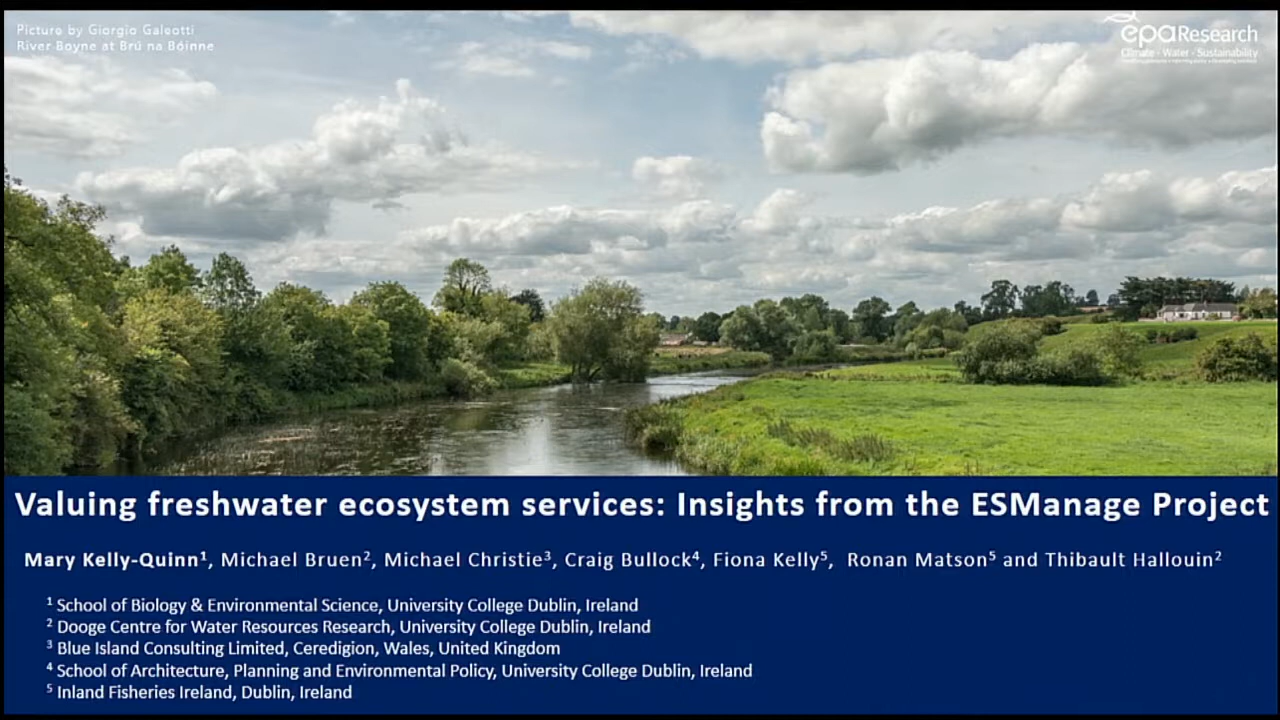 Picture by Giorgio Galeotti
River Boyne at Brú na Bóinne
epaResearch
Climate - Water - Sustainability
Valuing freshwater ecosystem services: Insights from the ESManage Project
Mary Kelly-Quinn¹, Michael Bruen², Michael Christie³, Craig Bullock⁴, Fiona Kelly⁵, Ronan Matson⁵ and Thibault Hallouin²
¹ School of Biology & Environmental Science, University College Dublin, Ireland
² Dooge Centre for Water Resources Research, University College Dublin, Ireland
³ Blue Island Consulting Limited, Ceredigion, Wales, United Kingdom
⁴ School of Architecture, Planning and Environmental Policy, University College Dublin, Ireland
⁵ Inland Fisheries Ireland, Dublin, Ireland